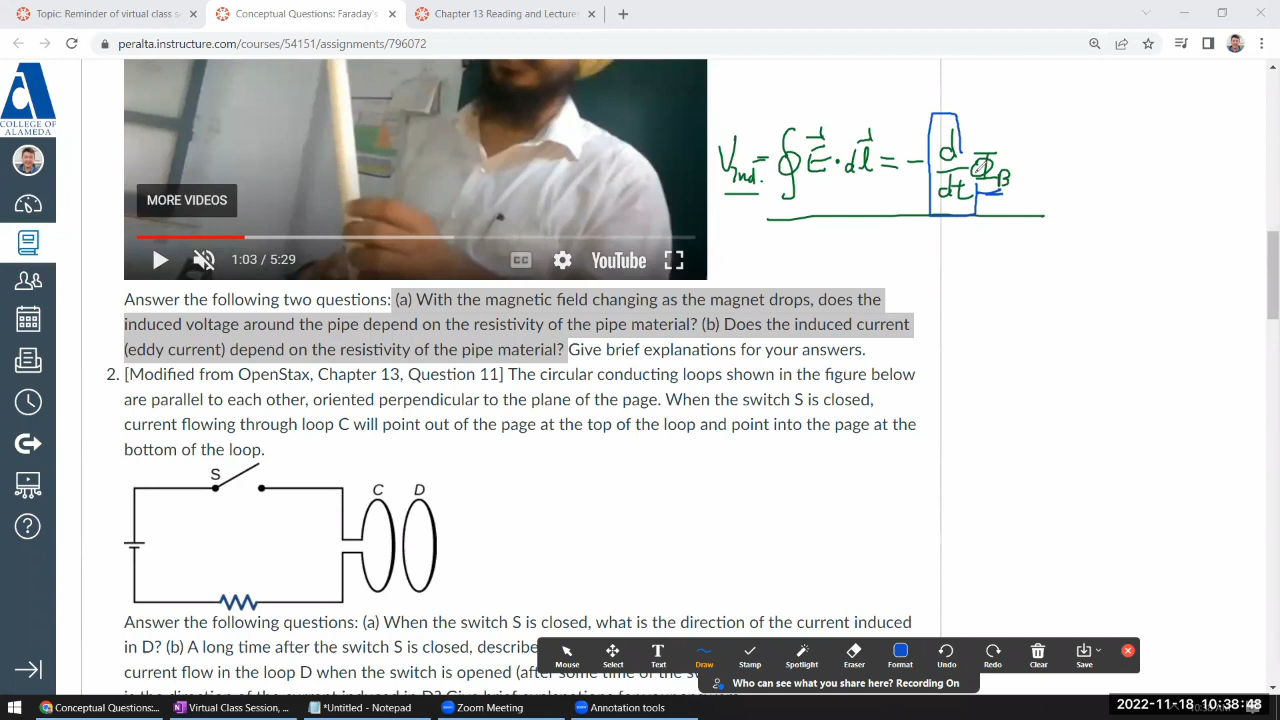 Topic: Reminder of virtual class s
Conceptual Questions: Faraday's
Chapter 13 Reading and Lecture
peralta.instructure.com/courses/54151/assignments/796072
COLLEGE OF
ALAMEDA
MORE VIDEOS
1:03 / 5:29
CC
YouTube
V_ind. = ∮ E⃗ · dl⃗ = − d/dt Φ_B
Answer the following two questions: (a) With the magnetic field changing as the magnet drops, does the
induced voltage around the pipe depend on the resistivity of the pipe material? (b) Does the induced current
(eddy current) depend on the resistivity of the pipe material? Give brief explanations for your answers.
2. [Modified from OpenStax, Chapter 13, Question 11] The circular conducting loops shown in the figure below
are parallel to each other, oriented perpendicular to the plane of the page. When the switch S is closed,
current flowing through loop C will point out of the page at the top of the loop and point into the page at the
bottom of the loop.
S
C D
Answer the following questions: (a) When the switch S is closed, what is the direction of the current induced
in D? (b) A long time after the switch S is closed, describe
current flow in the loop D when the switch is opened (after some time of the sw
Mouse Select Text Draw Stamp Spotlight Eraser Format Undo Redo Clear Save
Who can see what you share here? Recording On
Conceptual Questions:...
Virtual Class Session, ...
*Untitled - Notepad
Zoom Meeting
Annotation tools
2022-11-18 10:38:48